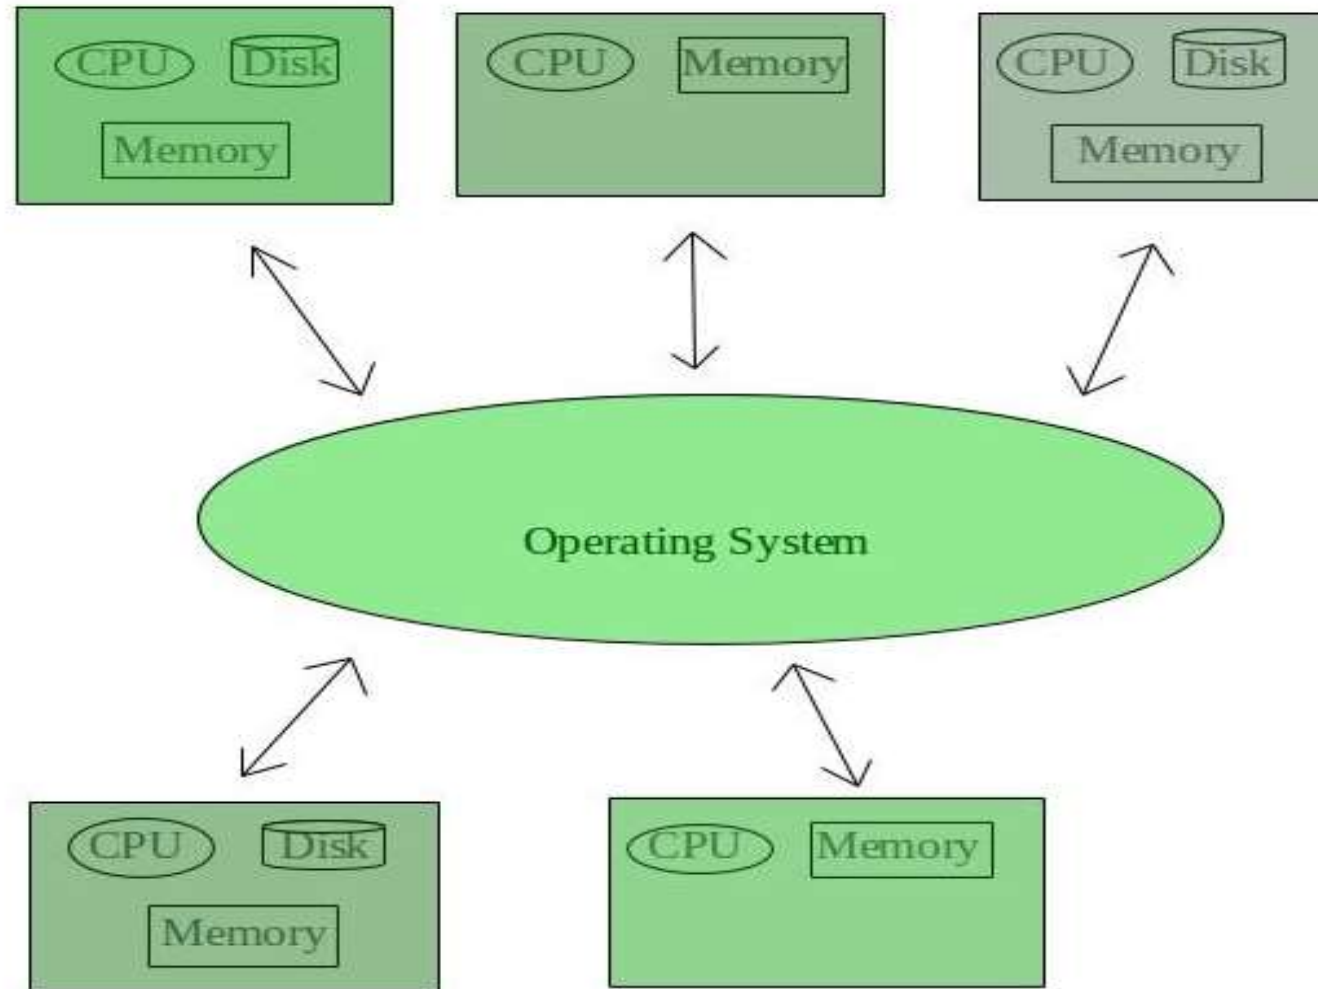 CPU Disk
Memory
CPU Memory
CPU Disk
Memory
Operating System
CPU Disk
Memory
CPU Memory